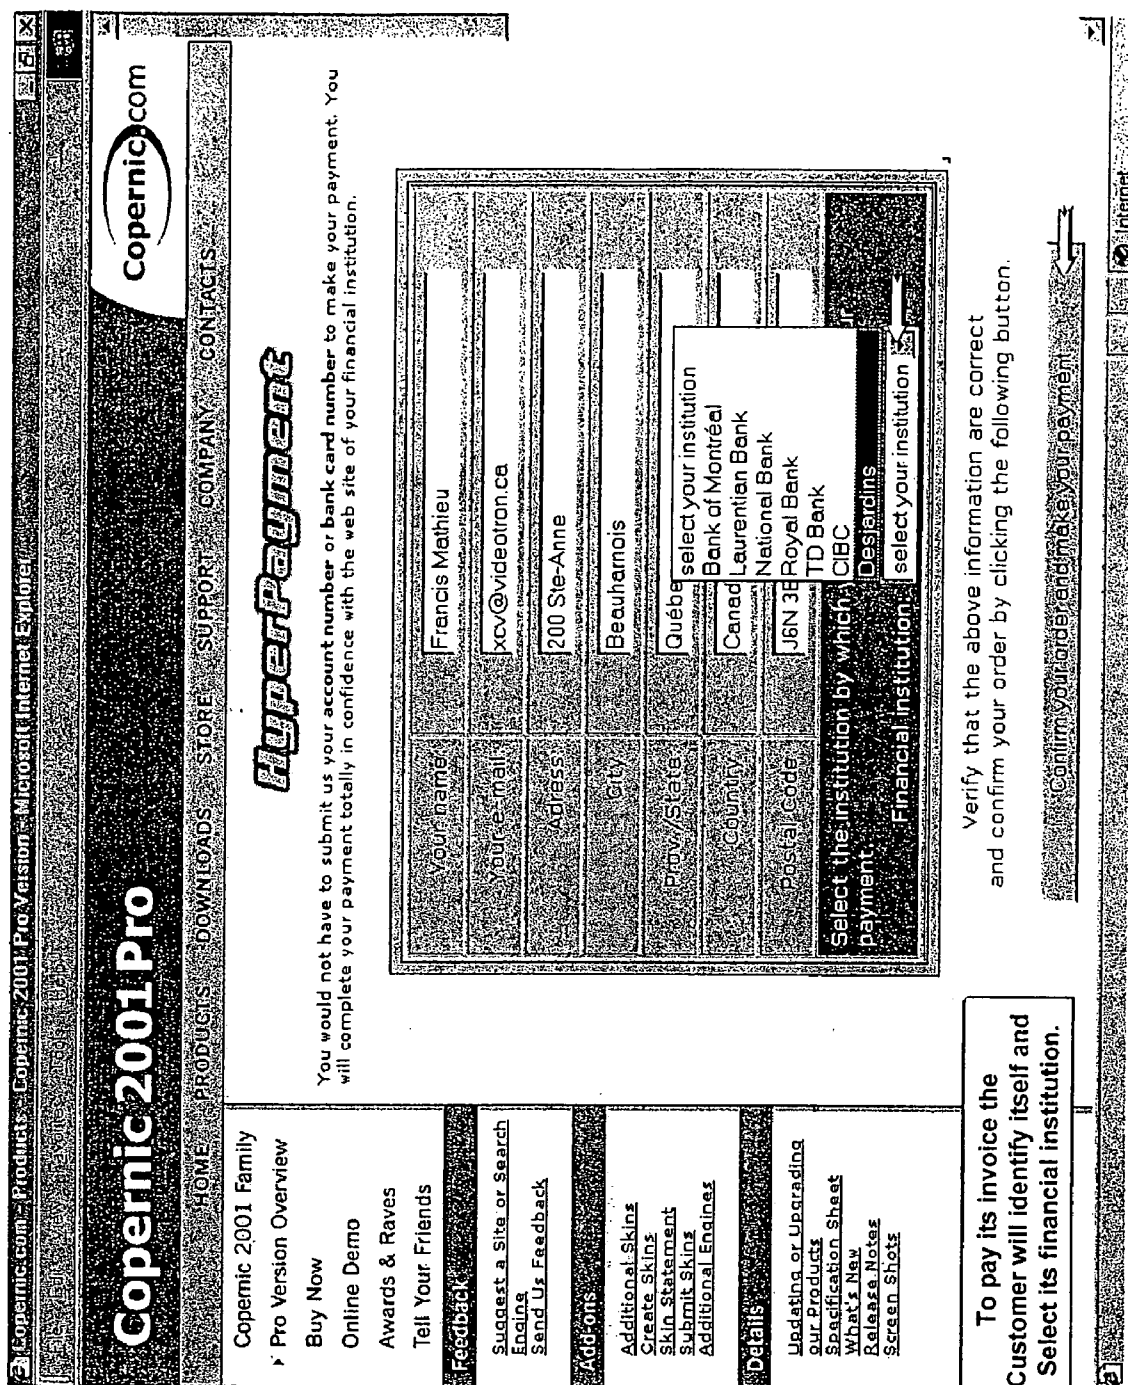 Copernic.com - Products - Copernic 2001 Pro Version - Microsoft Internet Explorer
Copernic 2001 Pro
Copernic.com
HOME PRODUCTS DOWNLOADS STORE SUPPORT COMPANY CONTACTS
Copernic 2001 Family
Pro Version Overview
Buy Now
Online Demo
Awards & Raves
Tell Your Friends
Feedback
Suggest a Site or Search
Engine
Send Us Feedback
Add-ons
Additional Skins
Create Skins
Skin Statement
Submit Skins
Additional Engines
Details
Updating or Upgrading
our Products
Specification Sheet
What's New
Release Notes
Screen Shots
HyperPayment
You would not have to submit us your account number or bank card number to make your payment. You
will complete your payment totally in confidence with the web site of your financial institution.
Your name Francis Mathieu
Your e-mail xcv@videotron.ca
Adress 200 Ste-Anne
City Beauharnois
Prov/State Québe
Country Canad
Postal Code J6N 3E
select your institution
Bank of Montréal
Laurentian Bank
National Bank
Royal Bank
TD Bank
CIBC
Desjardins
Select the institution by which
payment.
Financial institution select your institution
Verify that the above information are correct
and confirm your order by clicking the following button.
Confirm your order and make your payment
To pay its invoice the
Customer will identify itself and
Select its financial institution.
Internet